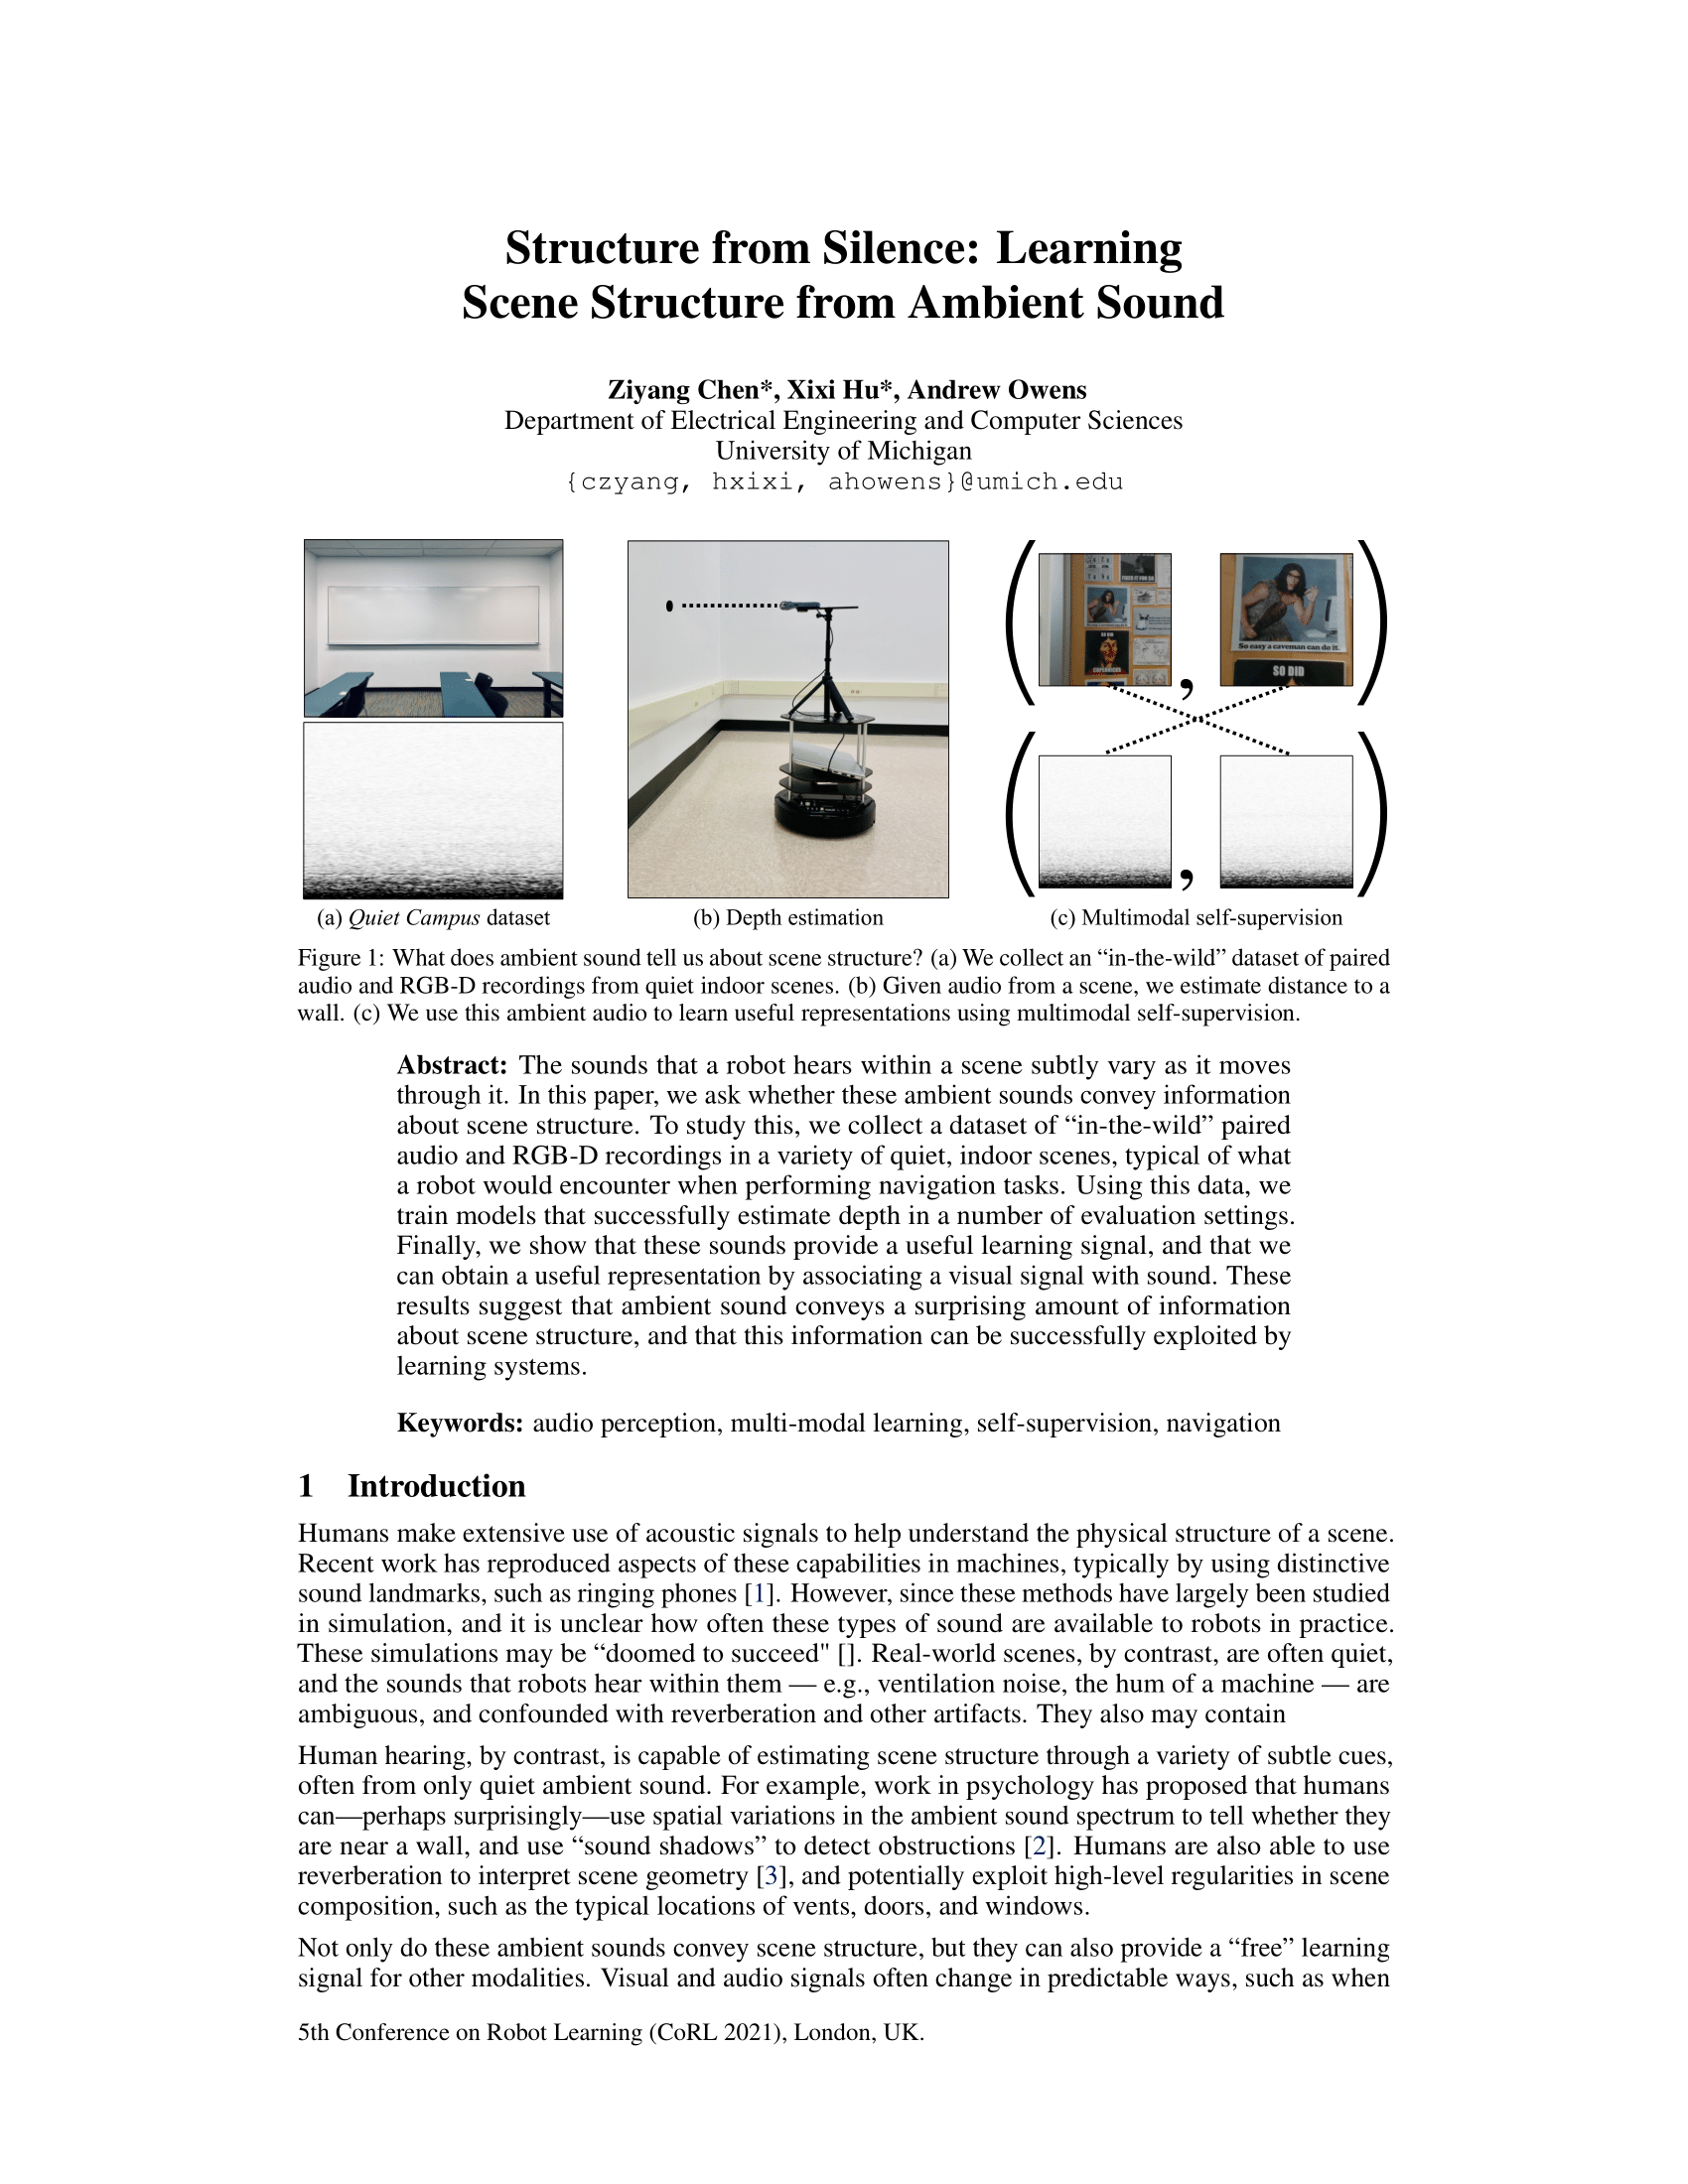 Structure from Silence: Learning
Scene Structure from Ambient Sound
Ziyang Chen*, Xixi Hu*, Andrew Owens
Department of Electrical Engineering and Computer Sciences
University of Michigan
{czyang, hxixi, ahowens}@umich.edu
So easy a caveman can do it.
SO DID
SO DID
COPERNICUS
(a) Quiet Campus dataset
(b) Depth estimation
(c) Multimodal self-supervision
Figure 1: What does ambient sound tell us about scene structure? (a) We collect an “in-the-wild” dataset of paired
audio and RGB-D recordings from quiet indoor scenes. (b) Given audio from a scene, we estimate distance to a
wall. (c) We use this ambient audio to learn useful representations using multimodal self-supervision.
Abstract: The sounds that a robot hears within a scene subtly vary as it moves
through it. In this paper, we ask whether these ambient sounds convey information
about scene structure. To study this, we collect a dataset of “in-the-wild” paired
audio and RGB-D recordings in a variety of quiet, indoor scenes, typical of what
a robot would encounter when performing navigation tasks. Using this data, we
train models that successfully estimate depth in a number of evaluation settings.
Finally, we show that these sounds provide a useful learning signal, and that we
can obtain a useful representation by associating a visual signal with sound. These
results suggest that ambient sound conveys a surprising amount of information
about scene structure, and that this information can be successfully exploited by
learning systems.
Keywords: audio perception, multi-modal learning, self-supervision, navigation
1 Introduction
Humans make extensive use of acoustic signals to help understand the physical structure of a scene.
Recent work has reproduced aspects of these capabilities in machines, typically by using distinctive
sound landmarks, such as ringing phones [1]. However, since these methods have largely been studied
in simulation, and it is unclear how often these types of sound are available to robots in practice.
These simulations may be “doomed to succeed" []. Real-world scenes, by contrast, are often quiet,
and the sounds that robots hear within them — e.g., ventilation noise, the hum of a machine — are
ambiguous, and confounded with reverberation and other artifacts. They also may contain
Human hearing, by contrast, is capable of estimating scene structure through a variety of subtle cues,
often from only quiet ambient sound. For example, work in psychology has proposed that humans
can—perhaps surprisingly—use spatial variations in the ambient sound spectrum to tell whether they
are near a wall, and use “sound shadows” to detect obstructions [2]. Humans are also able to use
reverberation to interpret scene geometry [3], and potentially exploit high-level regularities in scene
composition, such as the typical locations of vents, doors, and windows.
Not only do these ambient sounds convey scene structure, but they can also provide a “free” learning
signal for other modalities. Visual and audio signals often change in predictable ways, such as when
5th Conference on Robot Learning (CoRL 2021), London, UK.